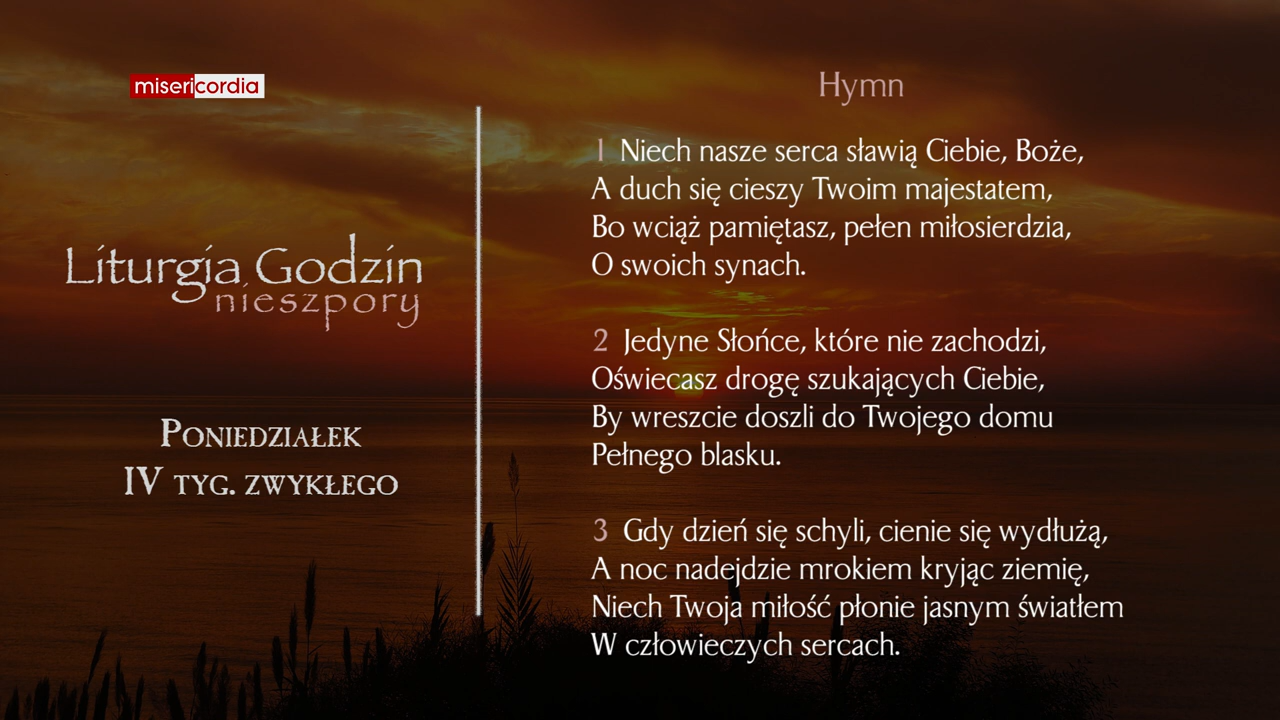 misericordia
Liturgia Godzin
nieszpory
Poniedziałek
IV tyg. zwykłego
Hymn
1 Niech nasze serca sławią Ciebie, Boże,
A duch się cieszy Twoim majestatem,
Bo wciąż pamiętasz, pełen miłosierdzia,
O swoich synach.
2 Jedyne Słońce, które nie zachodzi,
Oświecasz drogę szukających Ciebie,
By wreszcie doszli do Twojego domu
Pełnego blasku.
3 Gdy dzień się schyli, cienie się wydłużą,
A noc nadejdzie mrokiem kryjąc ziemię,
Niech Twoja miłość płonie jasnym światłem
W człowieczych sercach.